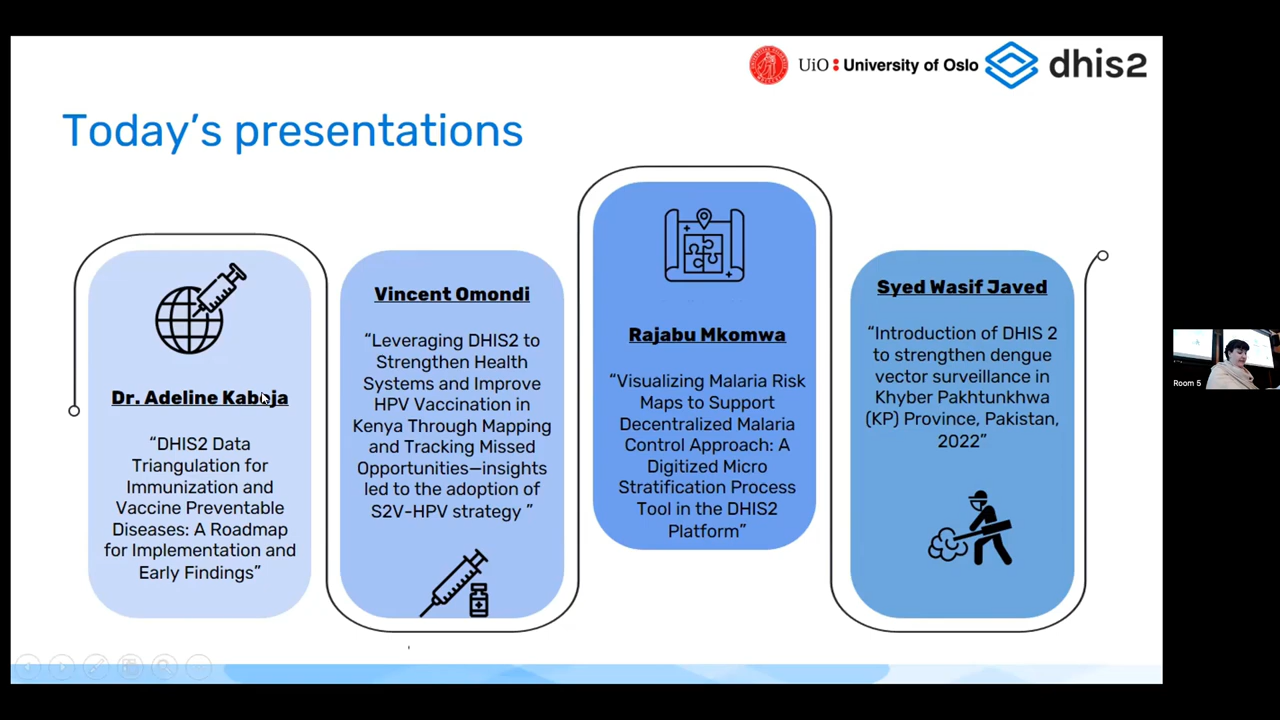 UiO : University of Oslo
dhis2
Today's presentations
Dr. Adeline Kabeja
“DHIS2 Data
Triangulation for
Immunization and
Vaccine Preventable
Diseases: A Roadmap
for Implementation and
Early Findings”
Vincent Omondi
“Leveraging DHIS2 to
Strengthen Health
Systems and Improve
HPV Vaccination in
Kenya Through Mapping
and Tracking Missed
Opportunities—insights
led to the adoption of
S2V-HPV strategy ”
Rajabu Mkomwa
“Visualizing Malaria Risk
Maps to Support
Decentralized Malaria
Control Approach: A
Digitized Micro
Stratification Process
Tool in the DHIS2
Platform”
Syed Wasif Javed
“Introduction of DHIS 2
to strengthen dengue
vector surveillance in
Khyber Pakhtunkhwa
(KP) Province, Pakistan,
2022”
Room 5